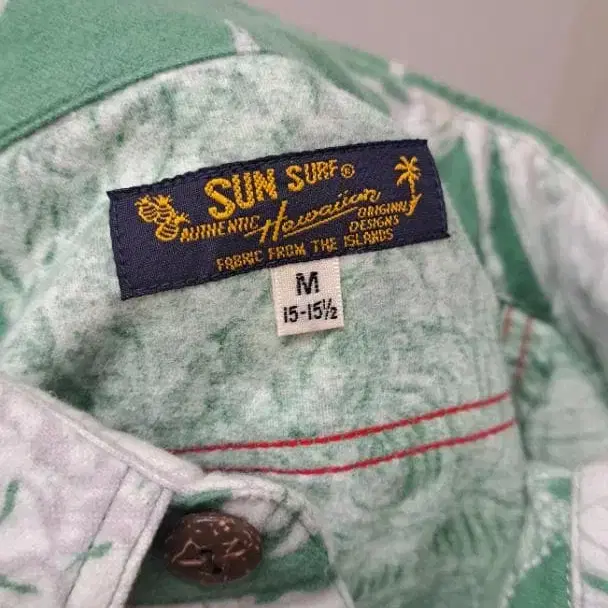 SUN SURF©
AUTHENTIC Hawaiian ORIGINAL DESIGNS
FABRIC FROM THE ISLANDS
M
15-15½